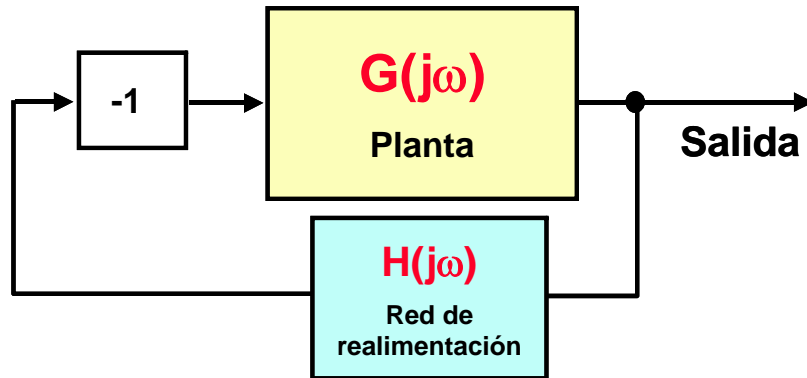 G(jω)
-1
Planta
Salida
H(jω)
Red de
realimentación